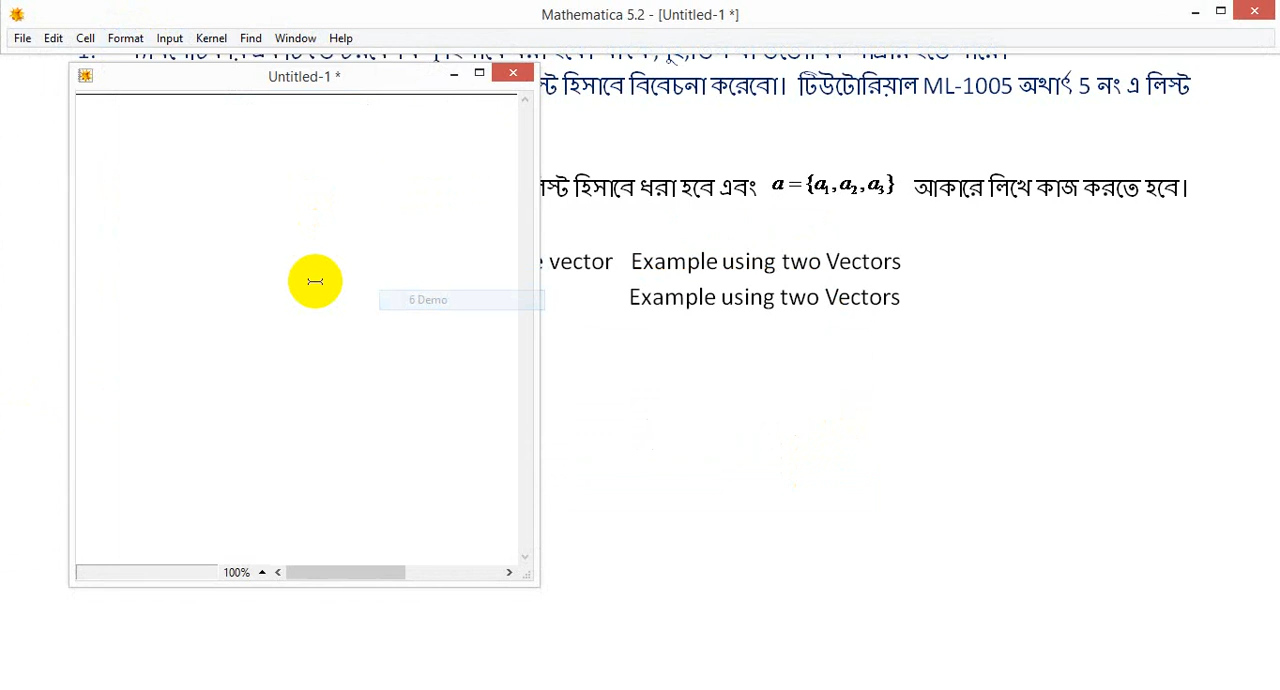 Mathematica 5.2 - [Untitled-1 *]
File Edit Cell Format Input Kernel Find Window Help
Untitled-1 *
হিসাবে বিবেচনা করেবো। টিউটোরিয়াল ML-1005 অথার্ৎ 5 নং এ লিস্ট
হিসাবে ধরা হবে এবং a={a₁,a₂,a₃} আকারে লিখে কাজ করতে হবে।
vector Example using two Vectors
6 Demo
Example using two Vectors
100%